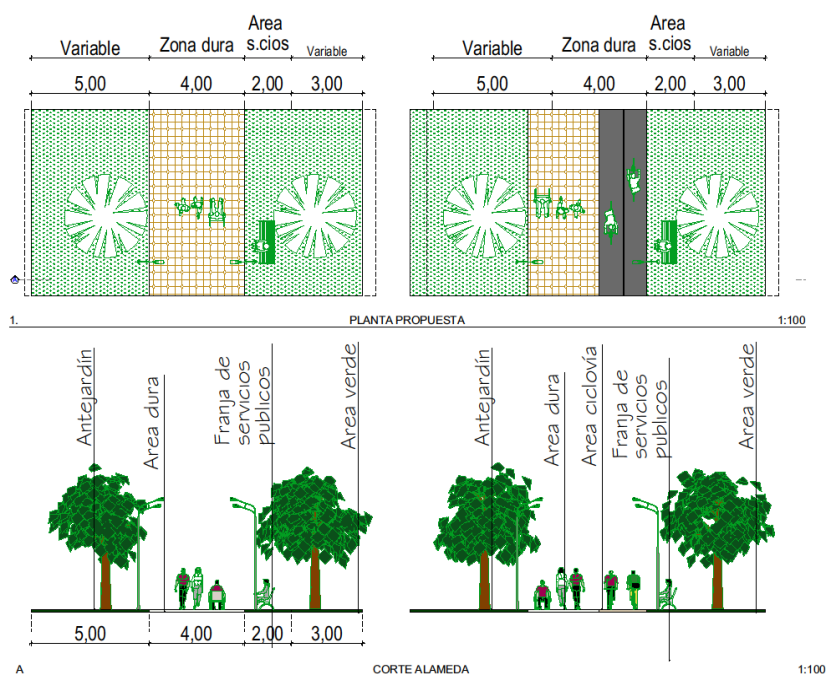 Variable
Zona dura
Area
s.cios
Variable
5,00
4,00
2,00
3,00
Variable
Zona dura
Area
s.cios
Variable
5,00
4,00
2,00
3,00
1.
PLANTA PROPUESTA
1:100
Antejardín
Area dura
Franja de
servicios
publicos
Area verde
Antejardín
Area dura
Area ciclovía
Franja de
servicios
publicos
Area verde
5,00
4,00
2,00
3,00
A
CORTE ALAMEDA
1:100